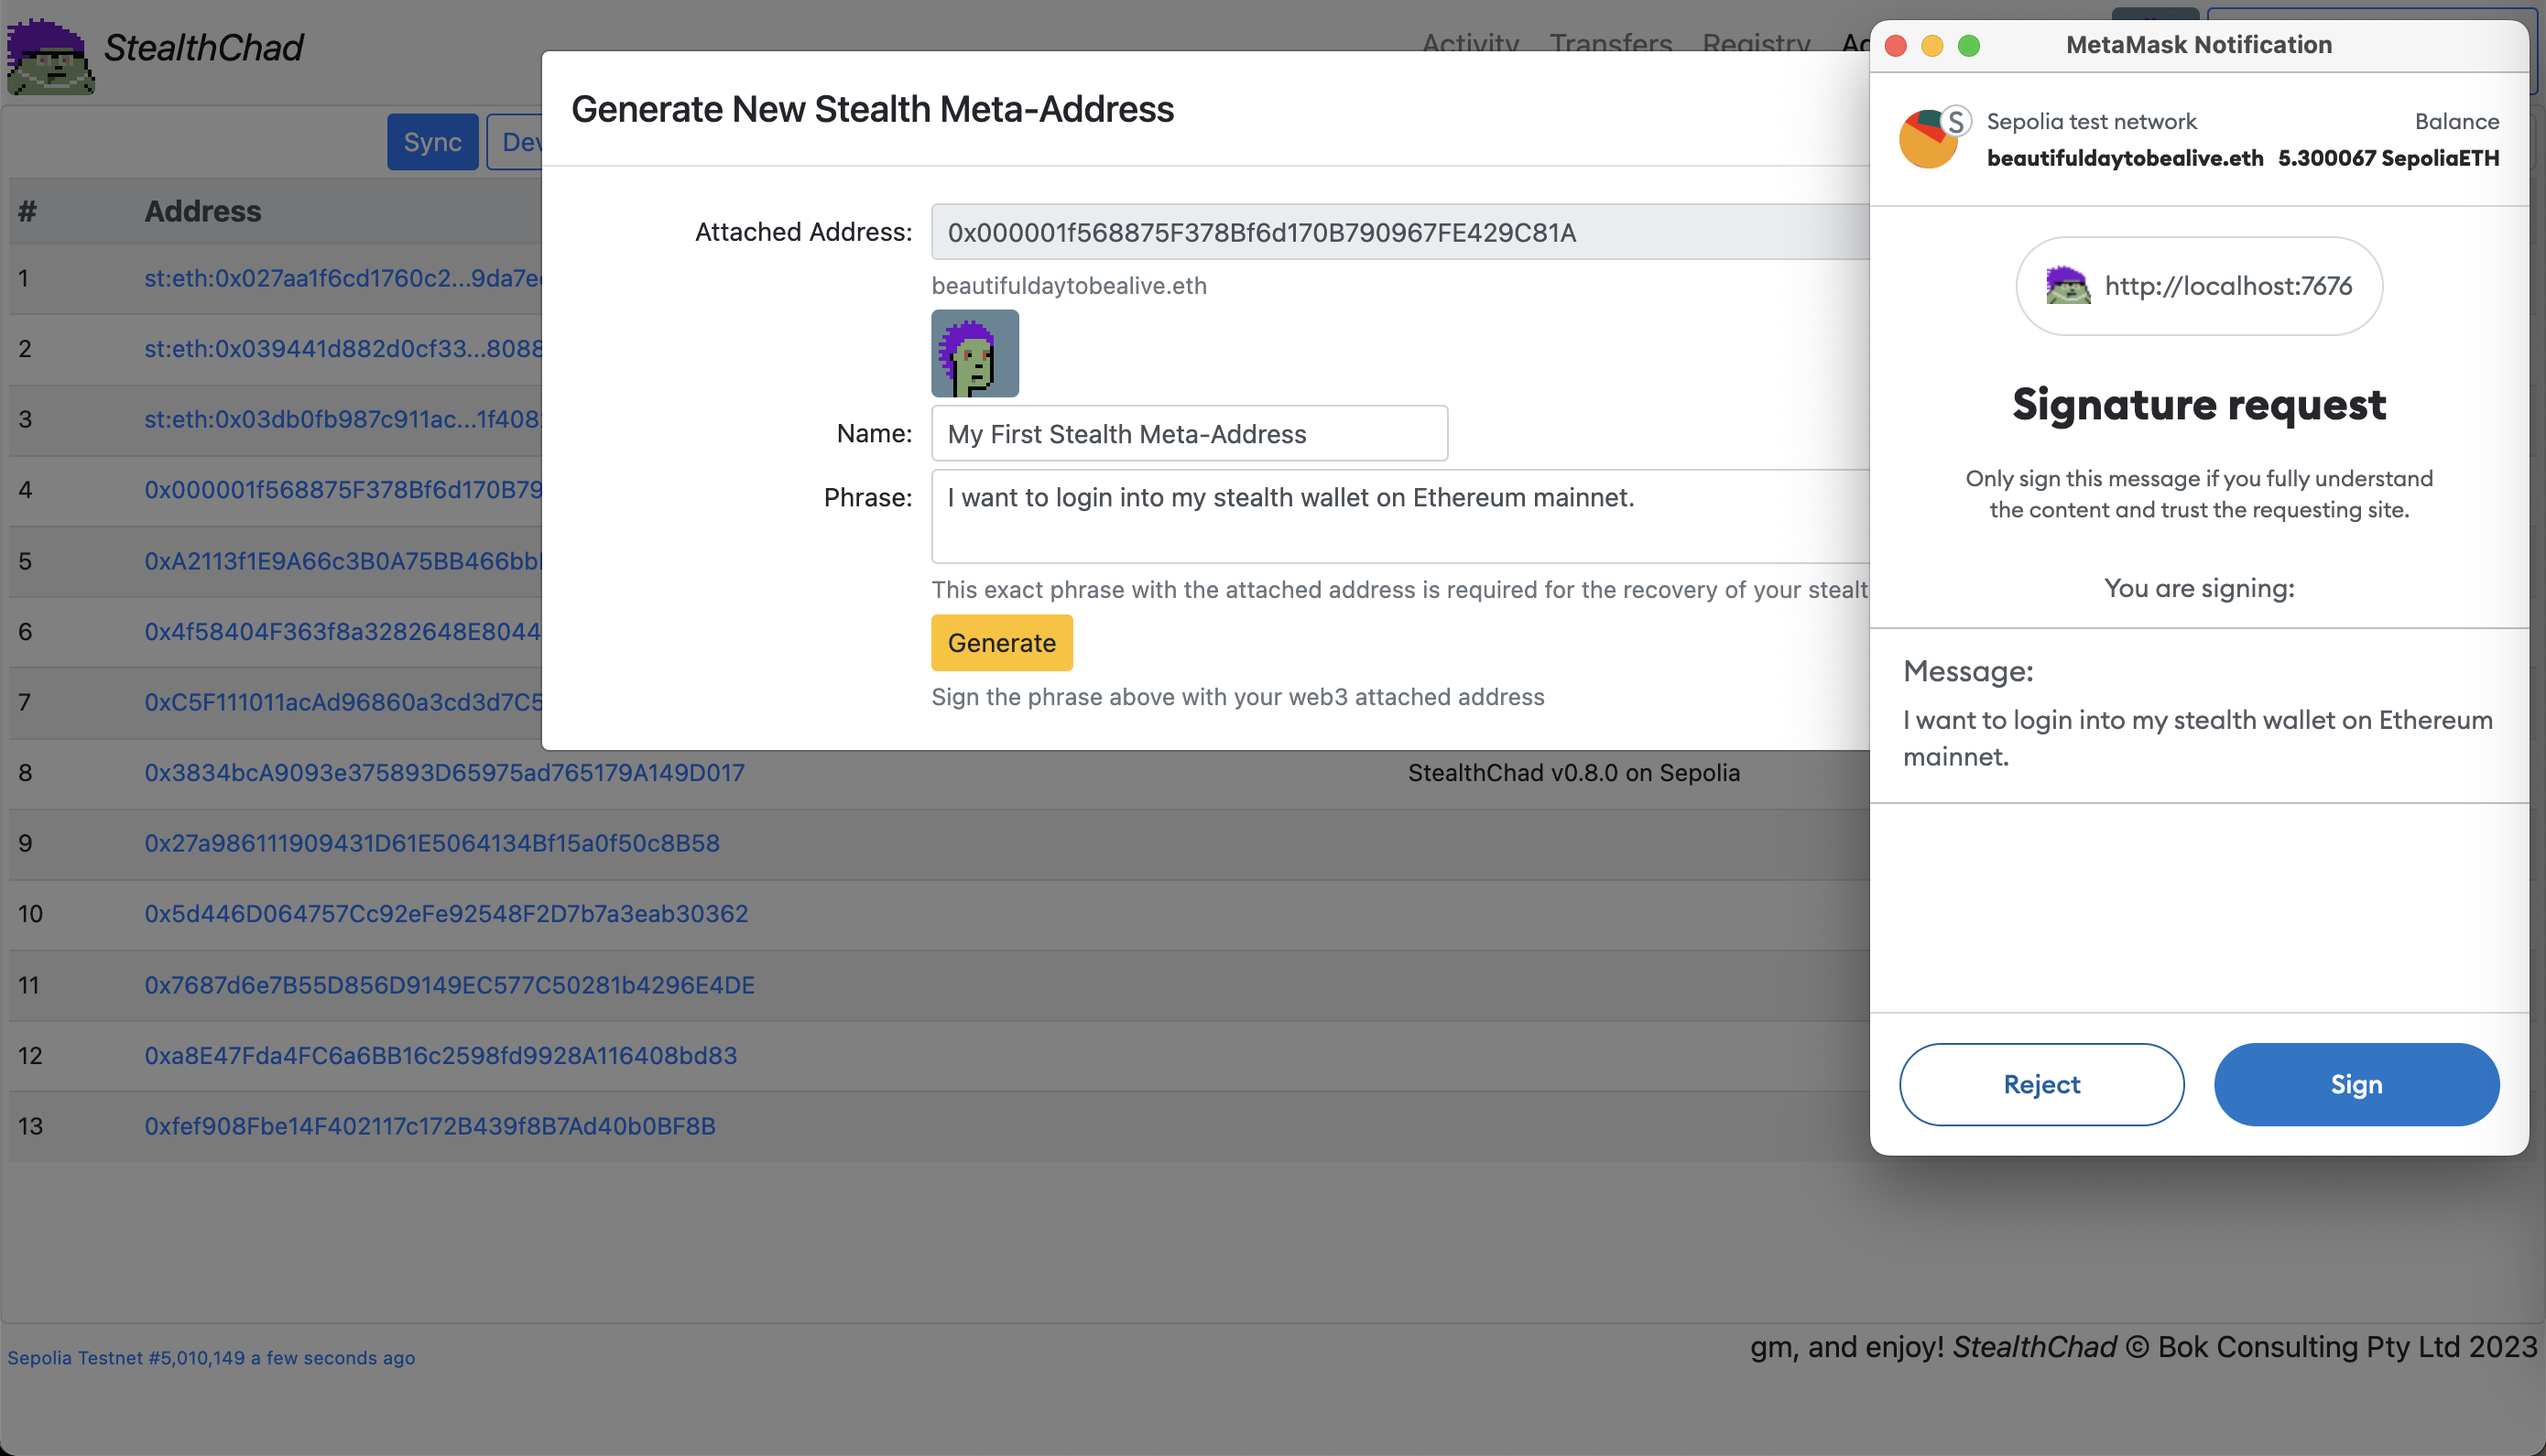 StealthChad
Activity Transfers Registry
Sync
# Address
1 st:eth:0x027aa1f6cd1760c2...9da7e
2 st:eth:0x039441d882d0cf33...8088
3 st:eth:0x03db0fb987c911ac...1f408
4 0x000001f568875F378Bf6d170B79
5 0xA2113f1E9A66c3B0A75BB466bb
6 0x4f58404F363f8a3282648E8044
7 0xC5F111011acAd96860a3cd3d7C5
8 0x3834bcA9093e375893D65975ad765179A149D017 StealthChad v0.8.0 on Sepolia
9 0x27a986111909431D61E5064134Bf15a0f50c8B58
10 0x5d446D064757Cc92eFe92548F2D7b7a3eab30362
11 0x7687d6e7B55D856D9149EC577C50281b4296E4DE
12 0xa8E47Fda4FC6a6BB16c2598fd9928A116408bd83
13 0xfef908Fbe14F402117c172B439f8B7Ad40b0BF8B
Generate New Stealth Meta-Address
Attached Address: 0x000001f568875F378Bf6d170B790967FE429C81A
beautifuldaytobealive.eth
Name: My First Stealth Meta-Address
Phrase: I want to login into my stealth wallet on Ethereum mainnet.
This exact phrase with the attached address is required for the recovery of your stealt
Generate
Sign the phrase above with your web3 attached address
MetaMask Notification
S Sepolia test network Balance
beautifuldaytobealive.eth 5.300067 SepoliaETH
http://localhost:7676
Signature request
Only sign this message if you fully understand
the content and trust the requesting site.
You are signing:
Message:
I want to login into my stealth wallet on Ethereum
mainnet.
Reject Sign
Sepolia Testnet #5,010,149 a few seconds ago
gm, and enjoy! StealthChad © Bok Consulting Pty Ltd 2023